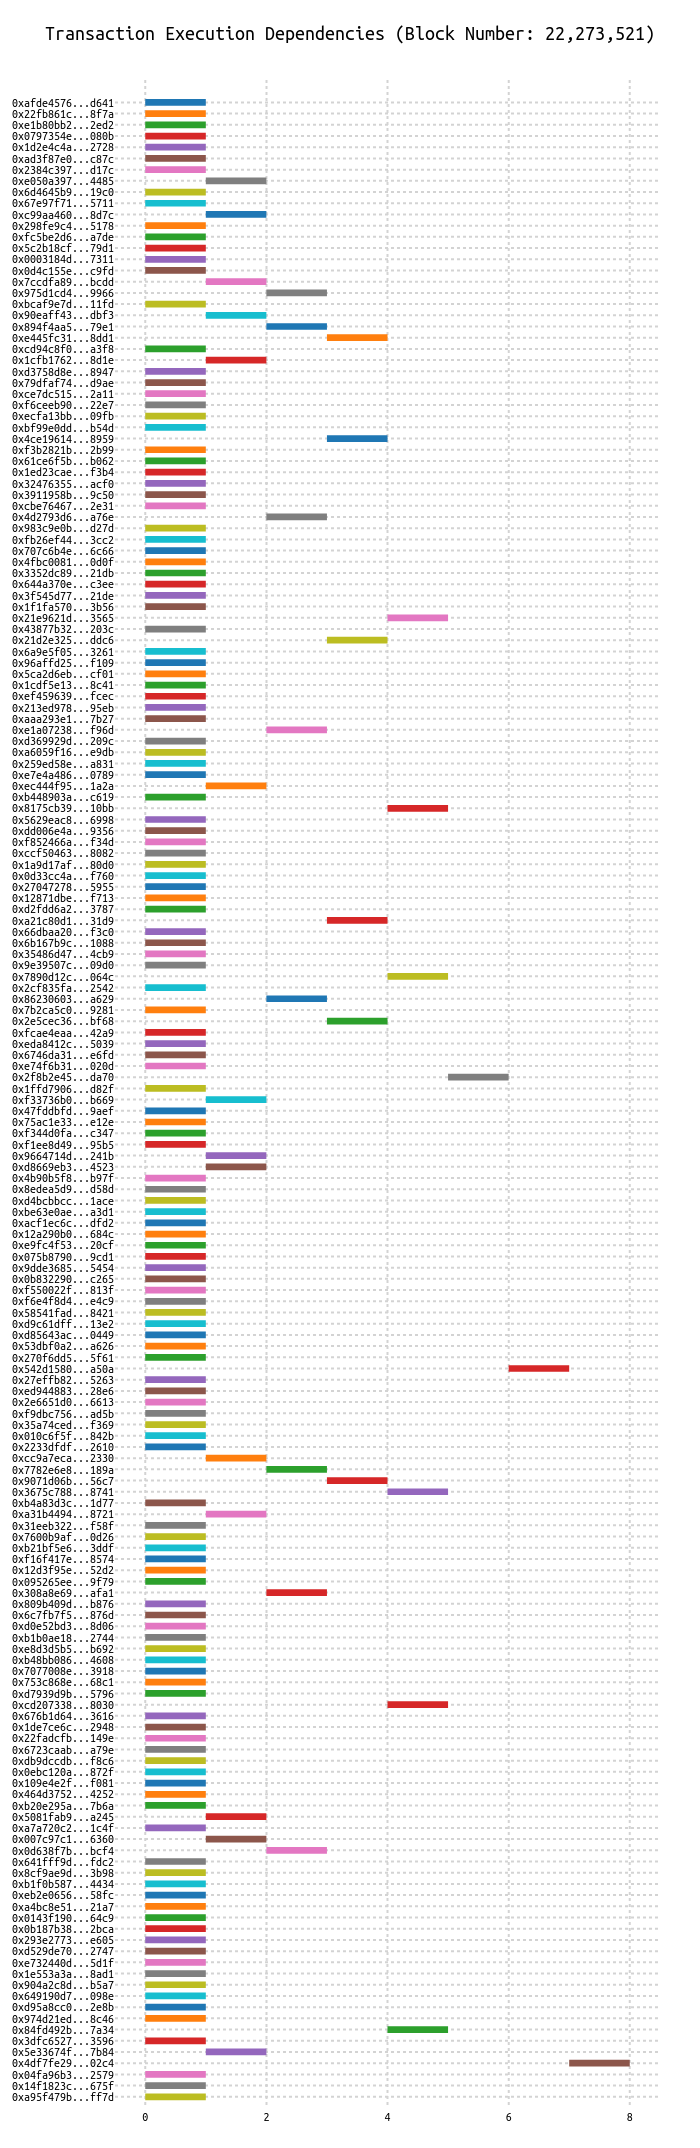 Transaction Execution Dependencies (Block Number: 22,273,521)
0xafde4576...d641
0x22fb861c...8f7a
0xe1b80bb2...2ed2
0x0797354e...080b
0x1d2e4c4a...2728
0xad3f87e0...c87c
0x2384c397...d17c
0xe050a397...4485
0x6d4645b9...19c0
0x67e97f71...5711
0xc99aa460...8d7c
0x298fe9c4...5178
0xfc5be2d6...a7de
0x5c2b18cf...79d1
0x0003184d...7311
0x0d4c155e...c9fd
0x7ccdfa89...bcdd
0x975d1cd4...9966
0xbcaf9e7d...11fd
0x90eaff43...dbf3
0x894f4aa5...79e1
0xe445fc31...8dd1
0xcd94c8f0...a3f8
0x1cfb1762...8d1e
0xd3758d8e...8947
0x79dfaf74...d9ae
0xce7dc515...2a11
0xf6ceeb90...22e7
0xecfa13bb...09fb
0xbf99e0dd...b54d
0x4ce19614...8959
0xf3b2821b...2b99
0x61ce6f5b...b062
0x1ed23cae...f3b4
0x32476355...acf0
0x3911958b...9c50
0xcbe76467...2e31
0x4d2793d6...a76e
0x983c9e0b...d27d
0xfb26ef44...3cc2
0x707c6b4e...6c66
0x4fbc0081...0d0f
0x3352dc89...21db
0x644a370e...c3ee
0x3f545d77...21de
0x1f1fa570...3b56
0x21e9621d...3565
0x43877b32...203c
0x21d2e325...ddc6
0x6a9e5f05...3261
0x96affd25...f109
0x5ca2d6eb...cf01
0x1cdf5e13...8c41
0xef459639...fcec
0x213ed978...95eb
0xaaa293e1...7b27
0xe1a07238...f96d
0xd369929d...209c
0xa6059f16...e9db
0x259ed58e...a831
0xe7e4a486...0789
0xec444f95...1a2a
0xb448903a...c619
0x8175cb39...10bb
0x5629eac8...6998
0xdd006e4a...9356
0xf852466a...f34d
0xccf50463...8082
0x1a9d17af...80d0
0x0d33cc4a...f760
0x27047278...5955
0x12871dbe...f713
0xd2fdd6a2...3787
0xa21c80d1...31d9
0x66dbaa20...f3c0
0x6b167b9c...1088
0x35486d47...4cb9
0x9e39507c...09d0
0x7890d12c...064c
0x2cf835fa...2542
0x86230603...a629
0x7b2ca5c0...9281
0x2e5cec36...bf68
0xfcae4eaa...42a9
0xeda8412c...5039
0x6746da31...e6fd
0xe74f6b31...020d
0x2f8b2e45...da70
0x1ffd7906...d82f
0xf33736b0...b669
0x47fddbfd...9aef
0x75ac1e33...e12e
0xf344d0fa...c347
0xf1ee8d49...95b5
0x9664714d...241b
0xd8669eb3...4523
0x4b90b5f8...b97f
0x8edea5d9...d58d
0xd4bcbbcc...1ace
0xbe63e0ae...a3d1
0xacf1ec6c...dfd2
0x12a290b0...684c
0xe9fc4f53...20cf
0x075b8790...9cd1
0x9dde3685...5454
0x0b832290...c265
0xf550022f...813f
0xf6e4f8d4...e4c9
0x58541fad...8421
0xd9c61dff...13e2
0xd85643ac...0449
0x53dbf0a2...a626
0x270f6dd5...5f61
0x542d1580...a50a
0x27effb82...5263
0xed944883...28e6
0x2e6651d0...6613
0xf9dbc756...ad5b
0x35a74ced...f369
0x010c6f5f...842b
0x2233dfdf...2610
0xcc9a7eca...2330
0x7782e6e8...189a
0x9071d06b...56c7
0x3675c788...8741
0xb4a83d3c...1d77
0xa31b4494...8721
0x31eeb322...f58f
0x7600b9af...0d26
0xb21bf5e6...3ddf
0xf16f417e...8574
0x12d3f95e...52d2
0x095265ee...9f79
0x308a8e69...afa1
0x809b409d...b876
0x6c7fb7f5...876d
0xd0e52bd3...8d06
0xb1b0ae18...2744
0xe8d3d5b5...b692
0xb48bb086...4608
0x7077008e...3918
0x753c868e...68c1
0xd7939d9b...5796
0xcd207338...8030
0x676b1d64...3616
0x1de7ce6c...2948
0x22fadcfb...149e
0x6723caab...a79e
0xdb9dccdb...f8c6
0x0ebc120a...872f
0x109e4e2f...f081
0x464d3752...4252
0xb20e295a...7b6a
0x5081fab9...a245
0xa7a720c2...1c4f
0x007c97c1...6360
0x0d638f7b...bcf4
0x641fff9d...fdc2
0x8cf9ae9d...3b98
0xb1f0b587...4434
0xeb2e0656...58fc
0xa4bc8e51...21a7
0x0143f190...64c9
0x0b187b38...2bca
0x293e2773...e605
0xd529de70...2747
0xe732440d...5d1f
0x1e553a3a...8ad1
0x904a2c8d...b5a7
0x649190d7...098e
0xd95a8cc0...2e8b
0x974d21ed...8c46
0x84fd492b...7a34
0x3dfc6527...3596
0x5e33674f...7b84
0x4df7fe29...02c4
0x04fa96b3...2579
0x14f1823c...675f
0xa95f479b...ff7d
0 2 4 6 8